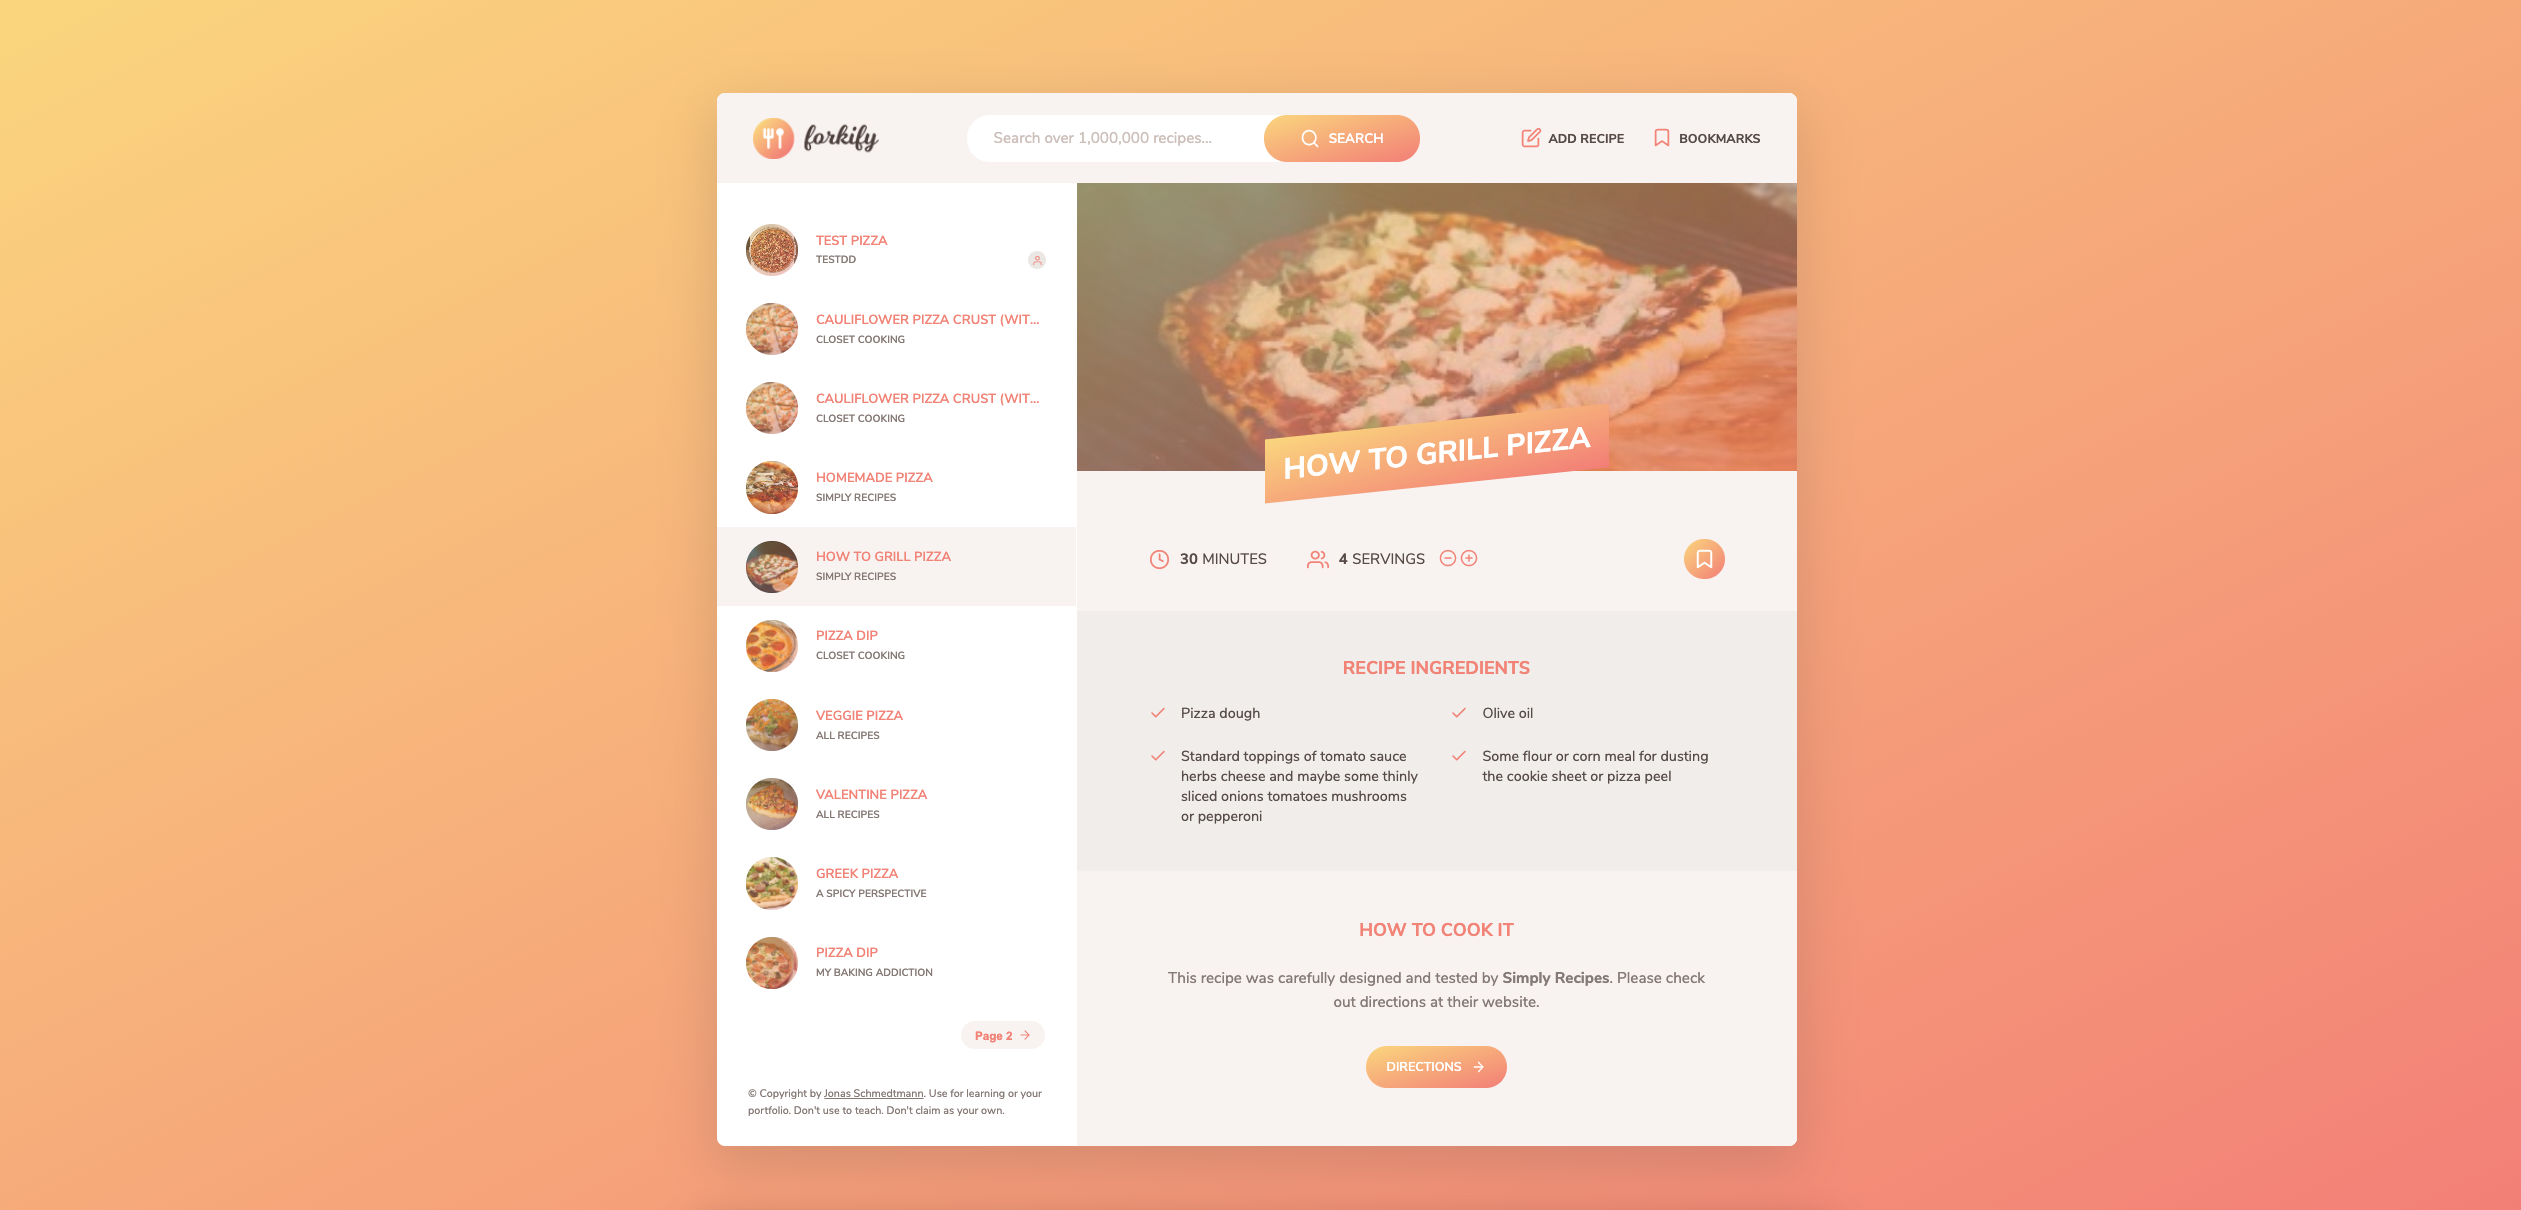 forkify
Search over 1,000,000 recipes...
SEARCH
ADD RECIPE
BOOKMARKS
TEST PIZZA
TESTDD
CAULIFLOWER PIZZA CRUST (WIT...
CLOSET COOKING
CAULIFLOWER PIZZA CRUST (WIT...
CLOSET COOKING
HOMEMADE PIZZA
SIMPLY RECIPES
HOW TO GRILL PIZZA
SIMPLY RECIPES
PIZZA DIP
CLOSET COOKING
VEGGIE PIZZA
ALL RECIPES
VALENTINE PIZZA
ALL RECIPES
GREEK PIZZA
A SPICY PERSPECTIVE
PIZZA DIP
MY BAKING ADDICTION
Page 2
© Copyright by Jonas Schmedtmann. Use for learning or your
portfolio. Don't use to teach. Don't claim as your own.
HOW TO GRILL PIZZA
30 MINUTES
4 SERVINGS
RECIPE INGREDIENTS
Pizza dough
Olive oil
Standard toppings of tomato sauce
herbs cheese and maybe some thinly
sliced onions tomatoes mushrooms
or pepperoni
Some flour or corn meal for dusting
the cookie sheet or pizza peel
HOW TO COOK IT
This recipe was carefully designed and tested by Simply Recipes. Please check
out directions at their website.
DIRECTIONS